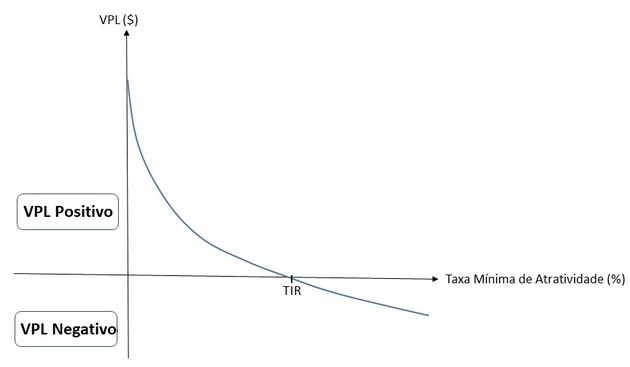 VPL ($)
VPL Positivo
Taxa Mínima de Atratividade (%)
TIR
VPL Negativo